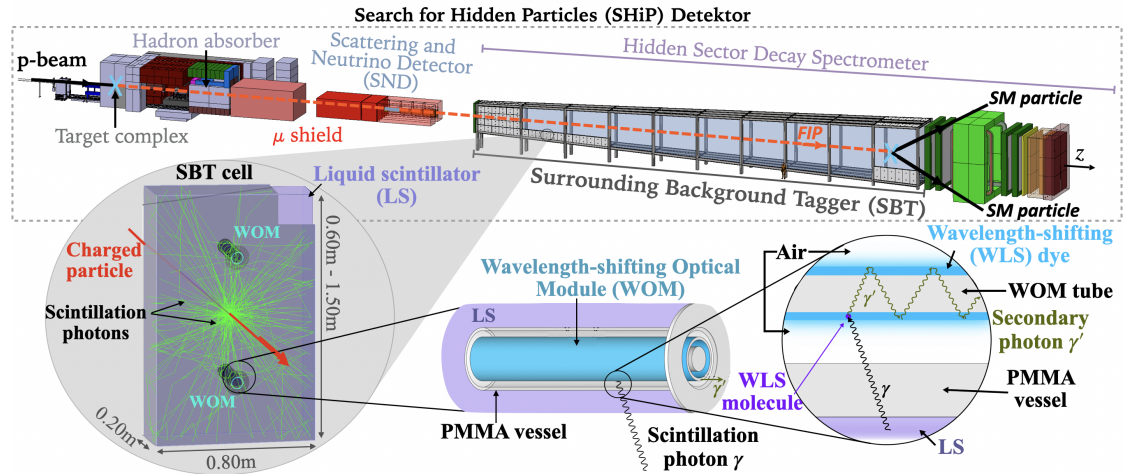 Search for Hidden Particles (SHiP) Detektor
Hadron absorber
Scattering and
Neutrino Detector
(SND)
Hidden Sector Decay Spectrometer
p-beam
Target complex
μ shield
FIP
SM particle
z
SM particle
Surrounding Background Tagger (SBT)
SBT cell
Liquid scintillator
(LS)
WOM
Charged
particle
Scintillation
photons
WOM
0.60m - 1.50m
0.20m
0.80m
Wavelength-shifting Optical
Module (WOM)
LS
γ'
PMMA vessel
Scintillation
photon γ
Air
Wavelength-shifting
(WLS) dye
WOM tube
γ'
Secondary
photon γ'
WLS
molecule
γ
PMMA
vessel
LS